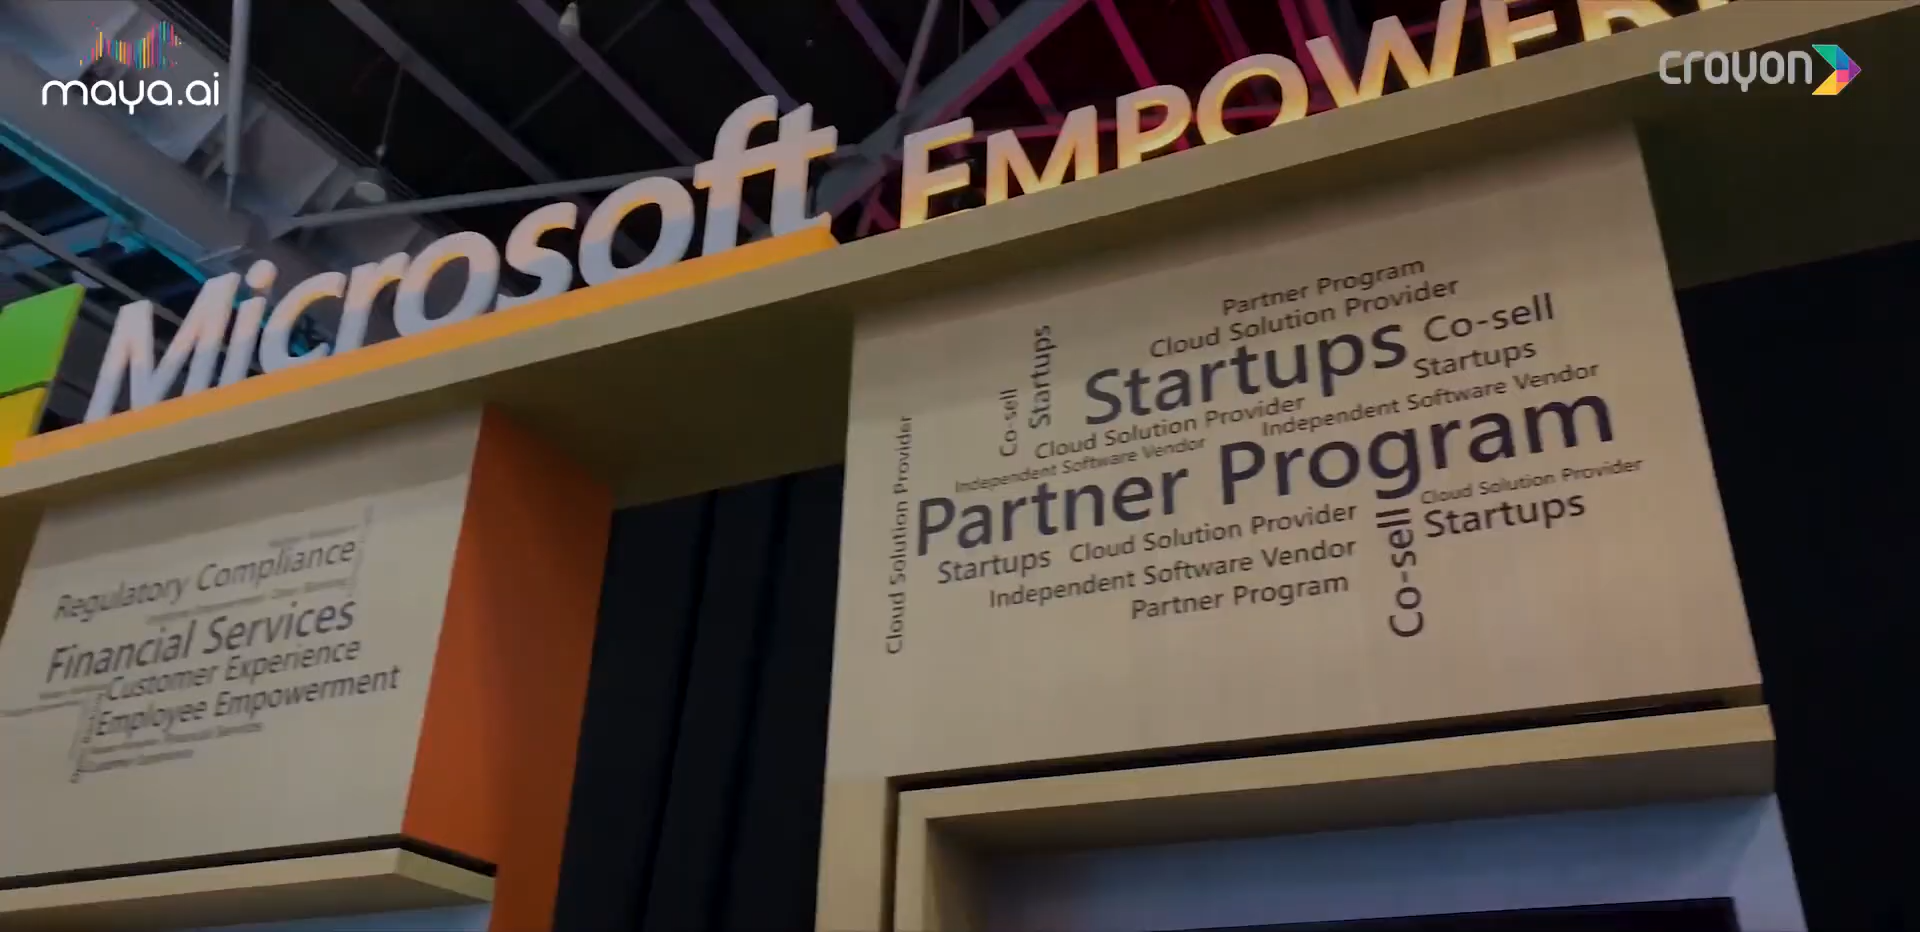 maya.ai
crayon
Microsoft EMPOWER
Partner Program
Cloud Solution Provider
Startups
Co-sell
Startups
Co-sell
Startups
Cloud Solution Provider
Independent Software Vendor
Independent Software Vendor
Cloud Solution Provider
Partner Program
Cloud Solution Provider
Startups
Cloud Solution Provider
Co-sell
Startups
Independent Software Vendor
Partner Program
Regulatory Compliance
Financial Services
Customer Experience
Employee Empowerment